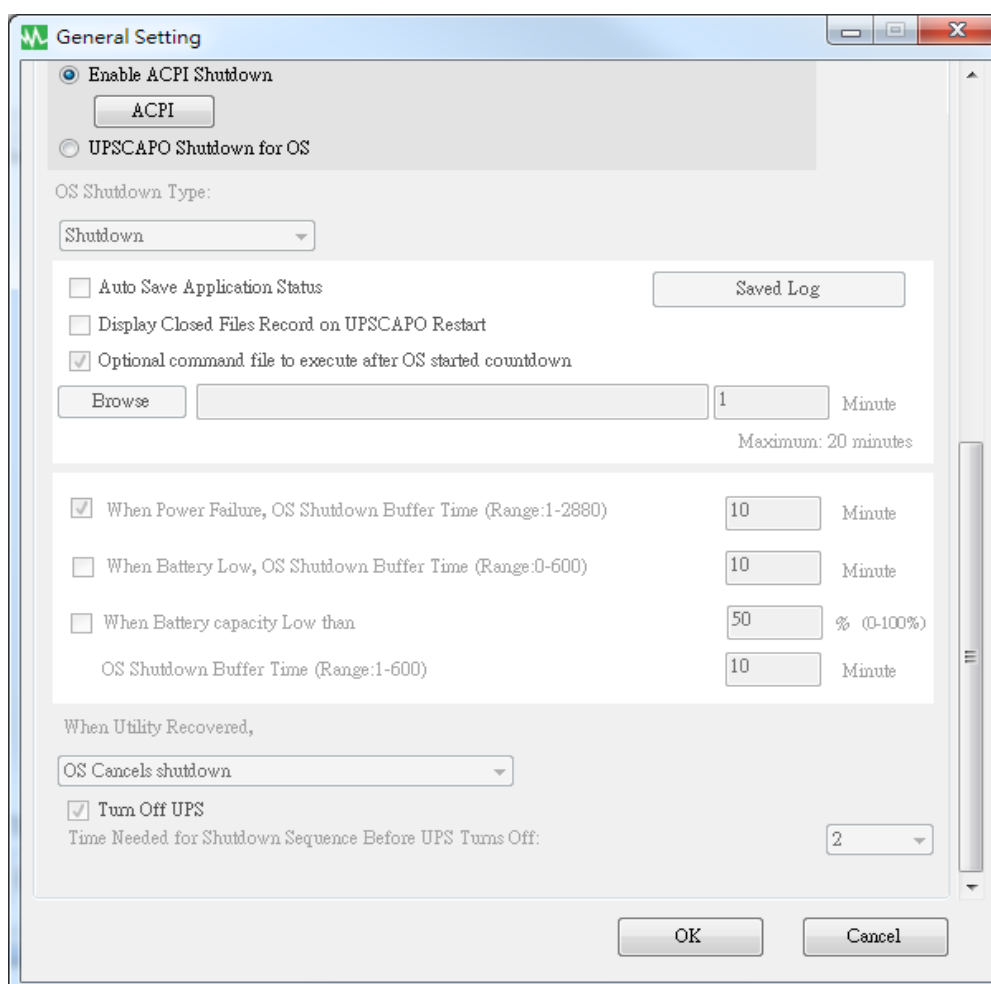 General Setting
Enable ACPI Shutdown
ACPI
UPSCAPO Shutdown for OS
OS Shutdown Type:
Shutdown
Auto Save Application Status Saved Log
Display Closed Files Record on UPSCAPO Restart
Optional command file to execute after OS started countdown
Browse 1 Minute
Maximum: 20 minutes
When Power Failure, OS Shutdown Buffer Time (Range:1-2880) 10 Minute
When Battery Low, OS Shutdown Buffer Time (Range:0-600) 10 Minute
When Battery capacity Low than 50 % (0-100%)
OS Shutdown Buffer Time (Range:1-600) 10 Minute
When Utility Recovered,
OS Cancels shutdown
Turn Off UPS
Time Needed for Shutdown Sequence Before UPS Turns Off: 2
OK Cancel